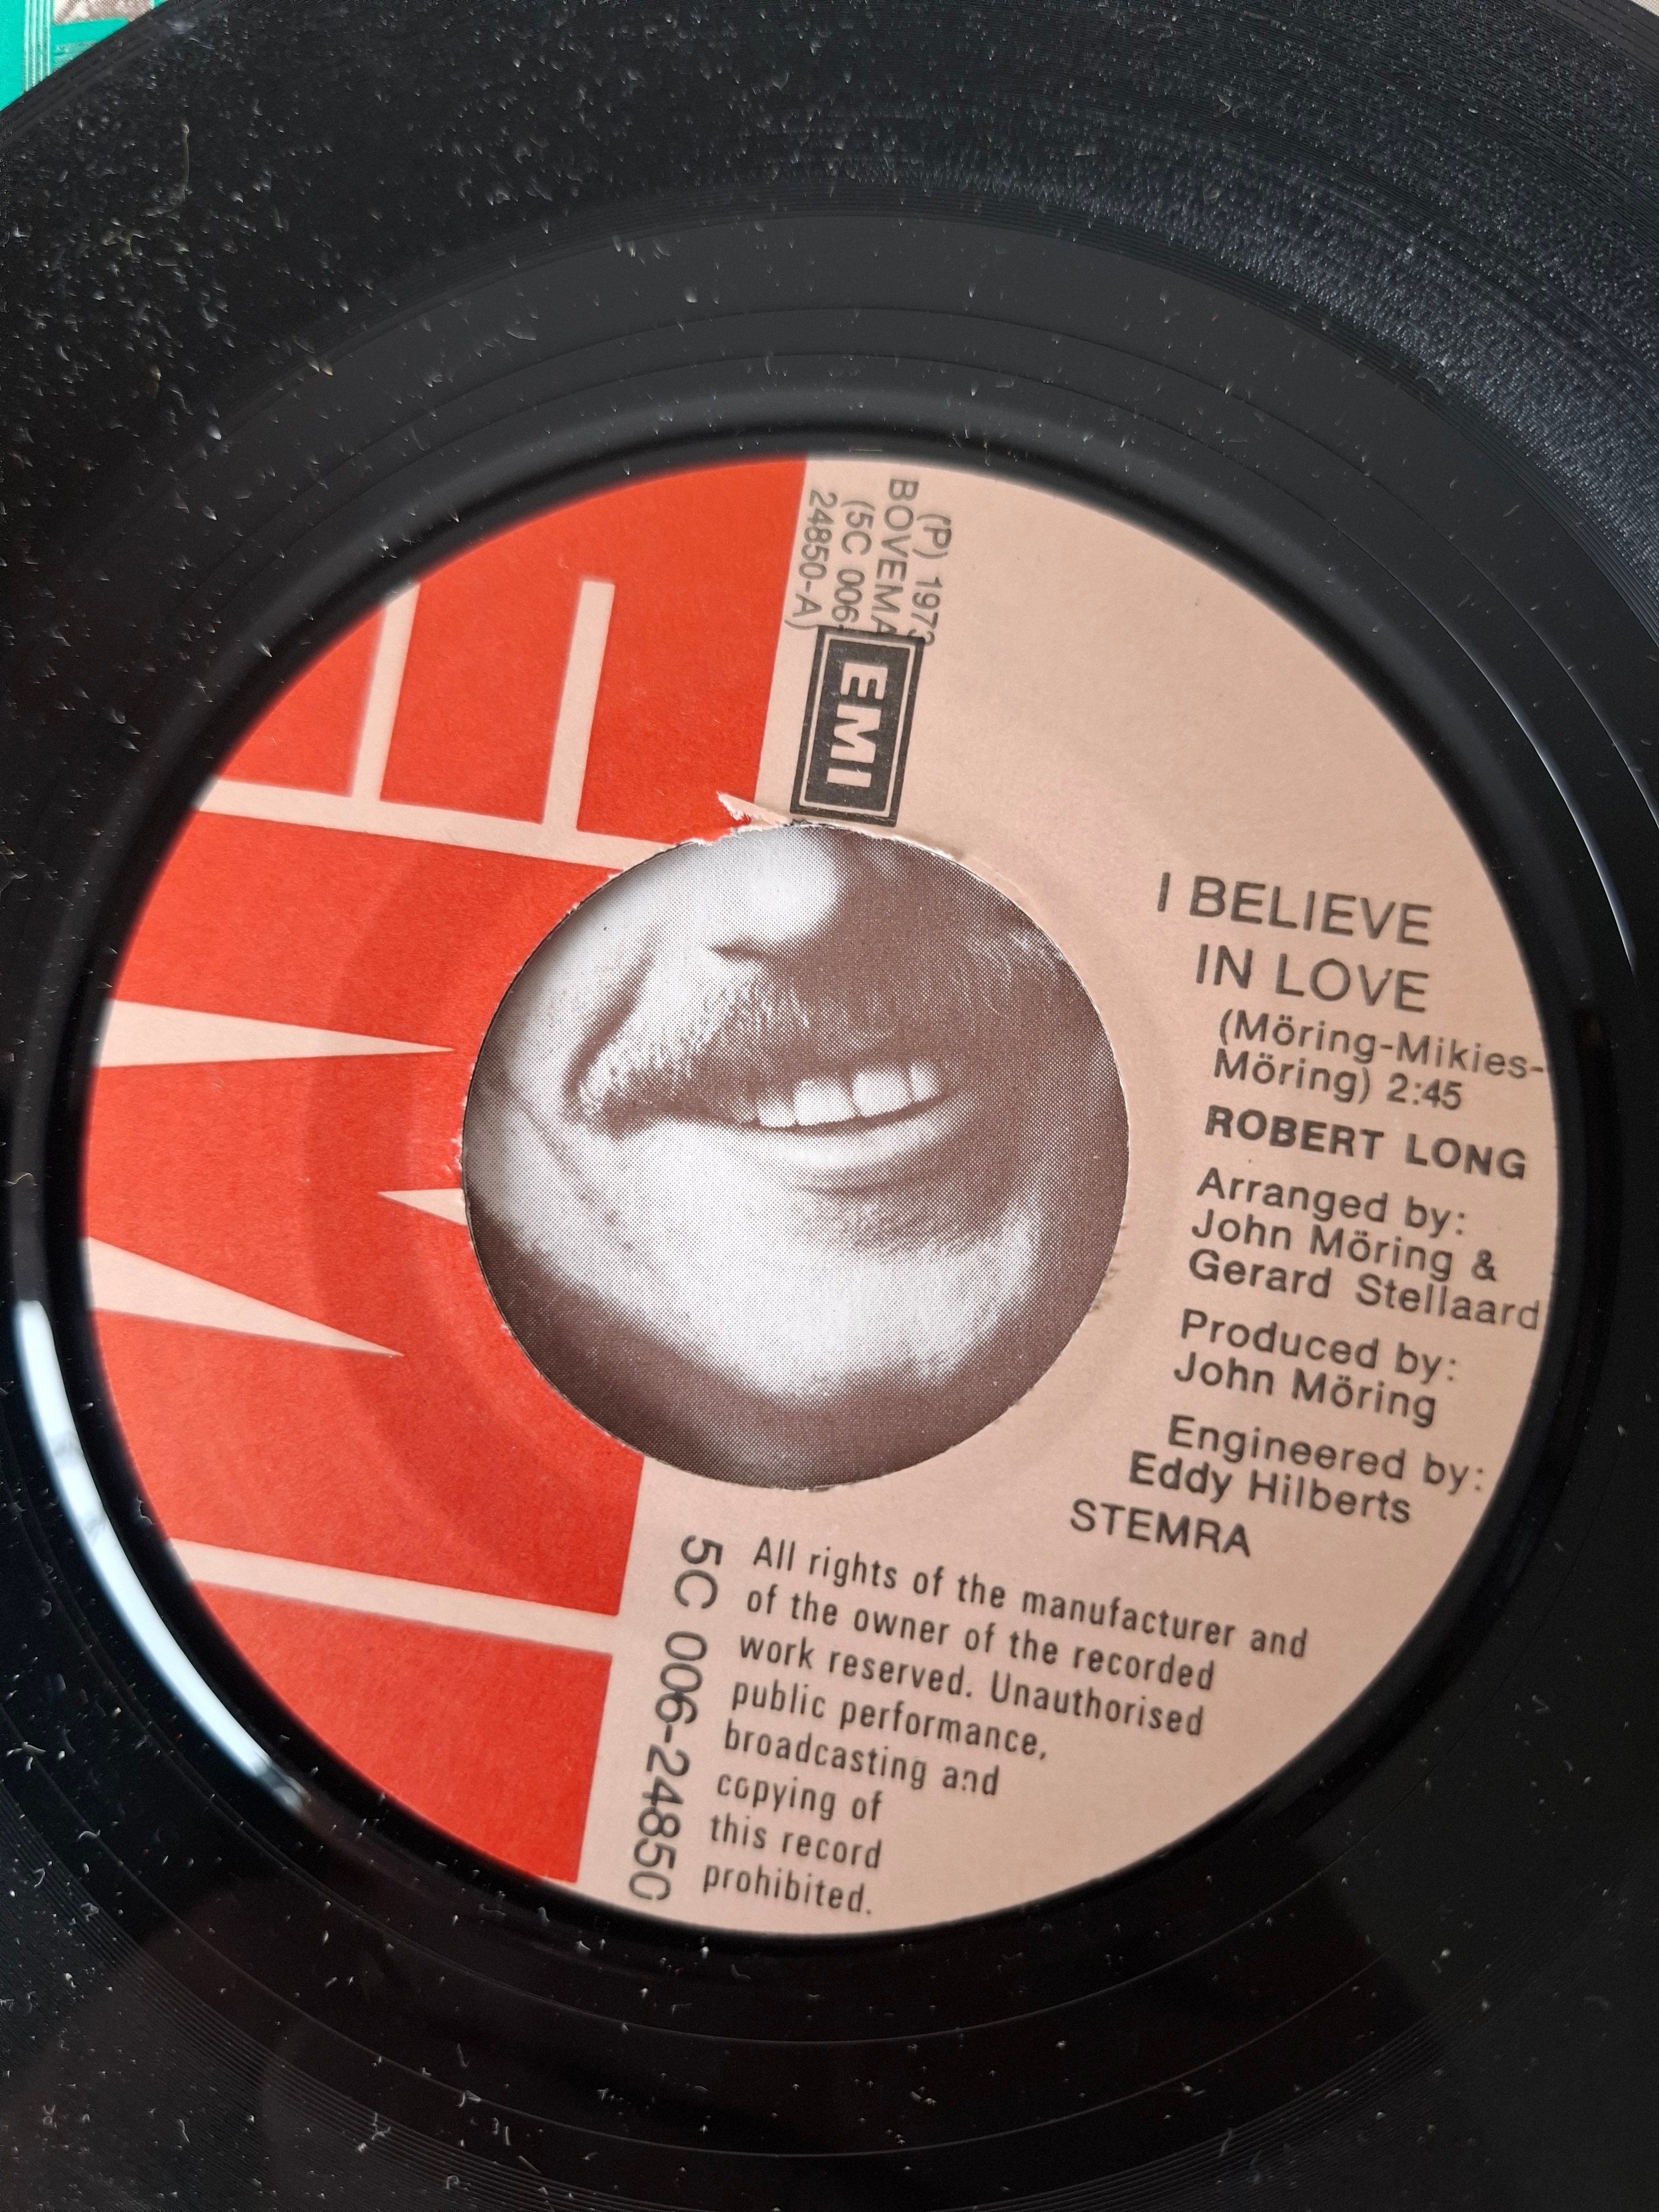 (P) 1973
BOVEMA
(5C 006-
24850-A)
EMI
EMI
I BELIEVE
IN LOVE
(Möring-Mikies-
Möring) 2:45
ROBERT LONG
Arranged by:
John Möring &
Gerard Stellaard
Produced by:
John Möring
Engineered by:
Eddy Hilberts
STEMRA
5C 006-24850
All rights of the manufacturer and
of the owner of the recorded
work reserved. Unauthorised
public performance,
broadcasting and
copying of
this record
prohibited.